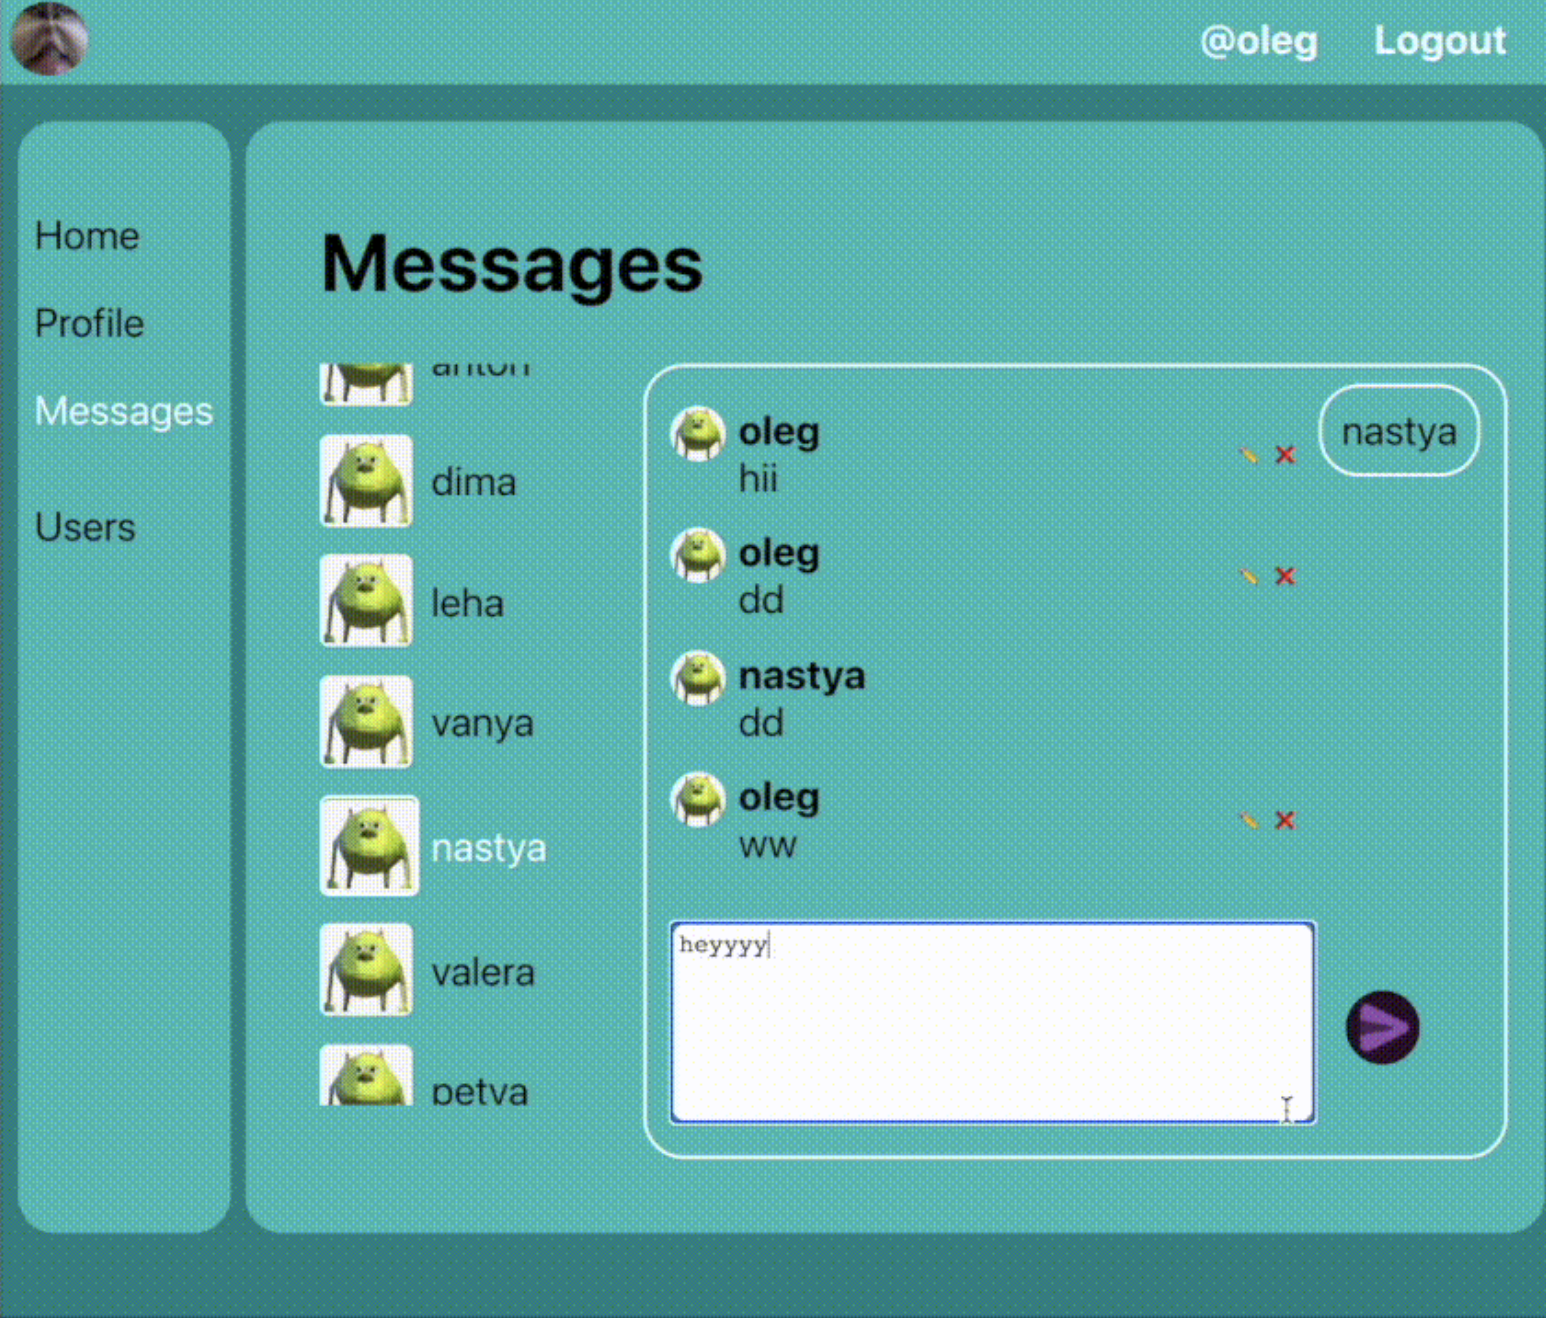 @oleg Logout
Home
Profile
Messages
Users
Messages
anton
dima
leha
vanya
nastya
valera
petya
nastya
oleg
hii
oleg
dd
nastya
dd
oleg
ww
heyyyy